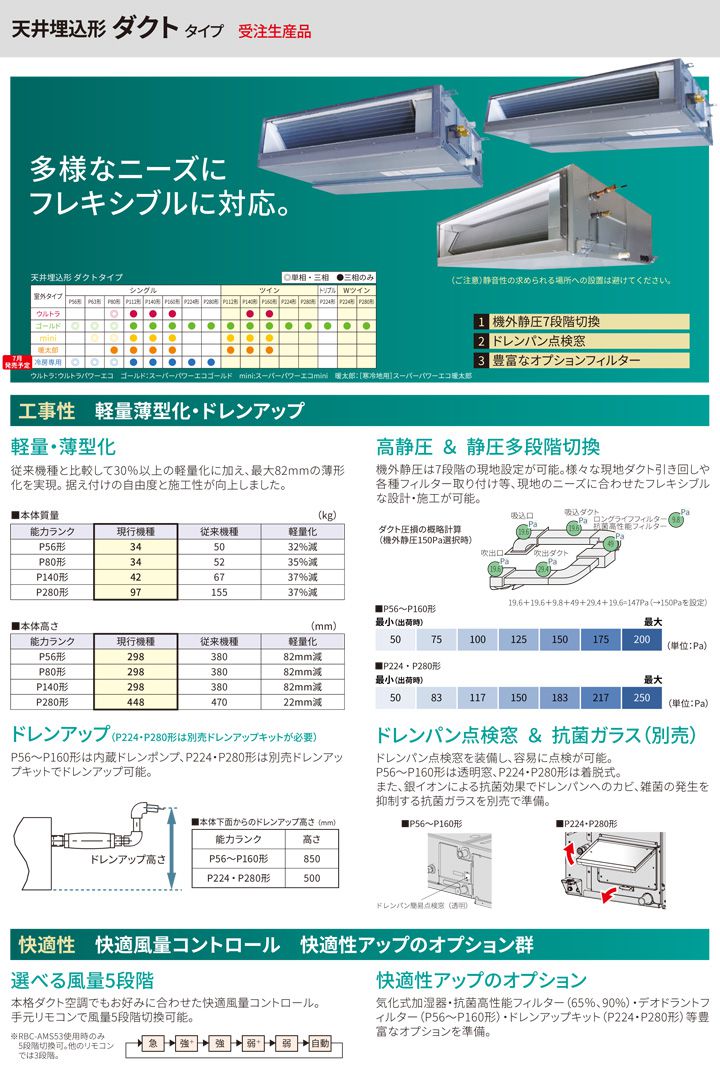 天井埋込形 ダクト タイプ 受注生産品
多様なニーズに
フレキシブルに対応。
(ご注意)静音性の求められる場所への設置は避けてください。
天井埋込形 ダクトタイプ ◎単相・三相 ●三相のみ
室外タイプ シングル ツイン トリプル Wツイン
P56形 P63形 P80形 P112形 P140形 P160形 P224形 P280形 P112形 P140形 P160形 P224形 P280形 P224形 P224形 P280形
ウルトラ ◎ ● ● ● ● ●
ゴールド ◎ ◎ ◎ ● ● ● ● ● ● ● ● ● ● ● ● ●
mini ◎ ◎ ● ● ● ● ● ●
暖太郎 ● ● ● ● ● ● ●
7月
発売予定
冷房専用 ◎ ◎ ◎ ● ● ● ● ●
ウルトラ:ウルトラパワーエコ ゴールド:スーパーパワーエコゴールド mini:スーパーパワーエコmini 暖太郎:[寒冷地用]スーパーパワーエコ暖太郎
1 機外静圧7段階切換
2 ドレンパン点検窓
3 豊富なオプションフィルター
工事性 軽量薄型化・ドレンアップ
軽量・薄型化
従来機種と比較して30%以上の軽量化に加え、最大82mmの薄形
化を実現。据え付けの自由度と施工性が向上しました。
■本体質量 (kg)
能力ランク 現行機種 従来機種 軽量化
P56形 34 50 32%減
P80形 34 52 35%減
P140形 42 67 37%減
P280形 97 155 37%減
■本体高さ (mm)
能力ランク 現行機種 従来機種 軽量化
P56形 298 380 82mm減
P80形 298 380 82mm減
P140形 298 380 82mm減
P280形 448 470 22mm減
高静圧 & 静圧多段階切換
機外静圧は7段階の現地設定が可能。様々な現地ダクト引き回しや
各種フィルター取り付け等、現地のニーズに合わせたフレキシブル
な設計・施工が可能。
ダクト圧損の概略計算
(機外静圧150Pa選択時)
吸込口 19.6 Pa
吸込ダクト 19.6 Pa
ロングライフフィルター 9.8 Pa
抗菌高性能フィルター 49 Pa
吹出口 19.6 Pa
吹出ダクト 29.4 Pa
19.6+19.6+9.8+49+29.4+19.6=147Pa (→150Paを設定)
■P56〜P160形
最小(出荷時) 最大
50 75 100 125 150 175 200 (単位:Pa)
■P224・P280形
最小(出荷時) 最大
50 83 117 150 183 217 250 (単位:Pa)
ドレンアップ(P224・P280形は別売ドレンアップキットが必要)
P56〜P160形は内蔵ドレンポンプ、P224・P280形は別売ドレンアッ
プキットでドレンアップ可能。
ドレンアップ高さ
■本体下面からのドレンアップ高さ (mm)
能力ランク 高さ
P56〜P160形 850
P224・P280形 500
ドレンパン点検窓 & 抗菌ガラス(別売)
ドレンパン点検窓を装備し、容易に点検が可能。
P56〜P160形は透明窓、P224・P280形は着脱式。
また、銀イオンによる抗菌効果でドレンパンへのカビ、雑菌の発生を
抑制する抗菌ガラスを別売で準備。
■P56〜P160形
ドレンパン簡易点検窓(透明)
■P224・P280形
快適性 快適風量コントロール 快適性アップのオプション群
選べる風量5段階
本格ダクト空調でもお好みに合わせた快適風量コントロール。
手元リモコンで風量5段階切換可能。
※RBC-AMS53使用時のみ
5段階切換可。他のリモコン
では3段階。
急 強+ 強 弱+ 弱 自動
快適性アップのオプション
気化式加湿器・抗菌高性能フィルター(65%、90%)・デオドラントフ
ィルター(P56〜P160形)・ドレンアップキット(P224・P280形)等豊
富なオプションを準備。